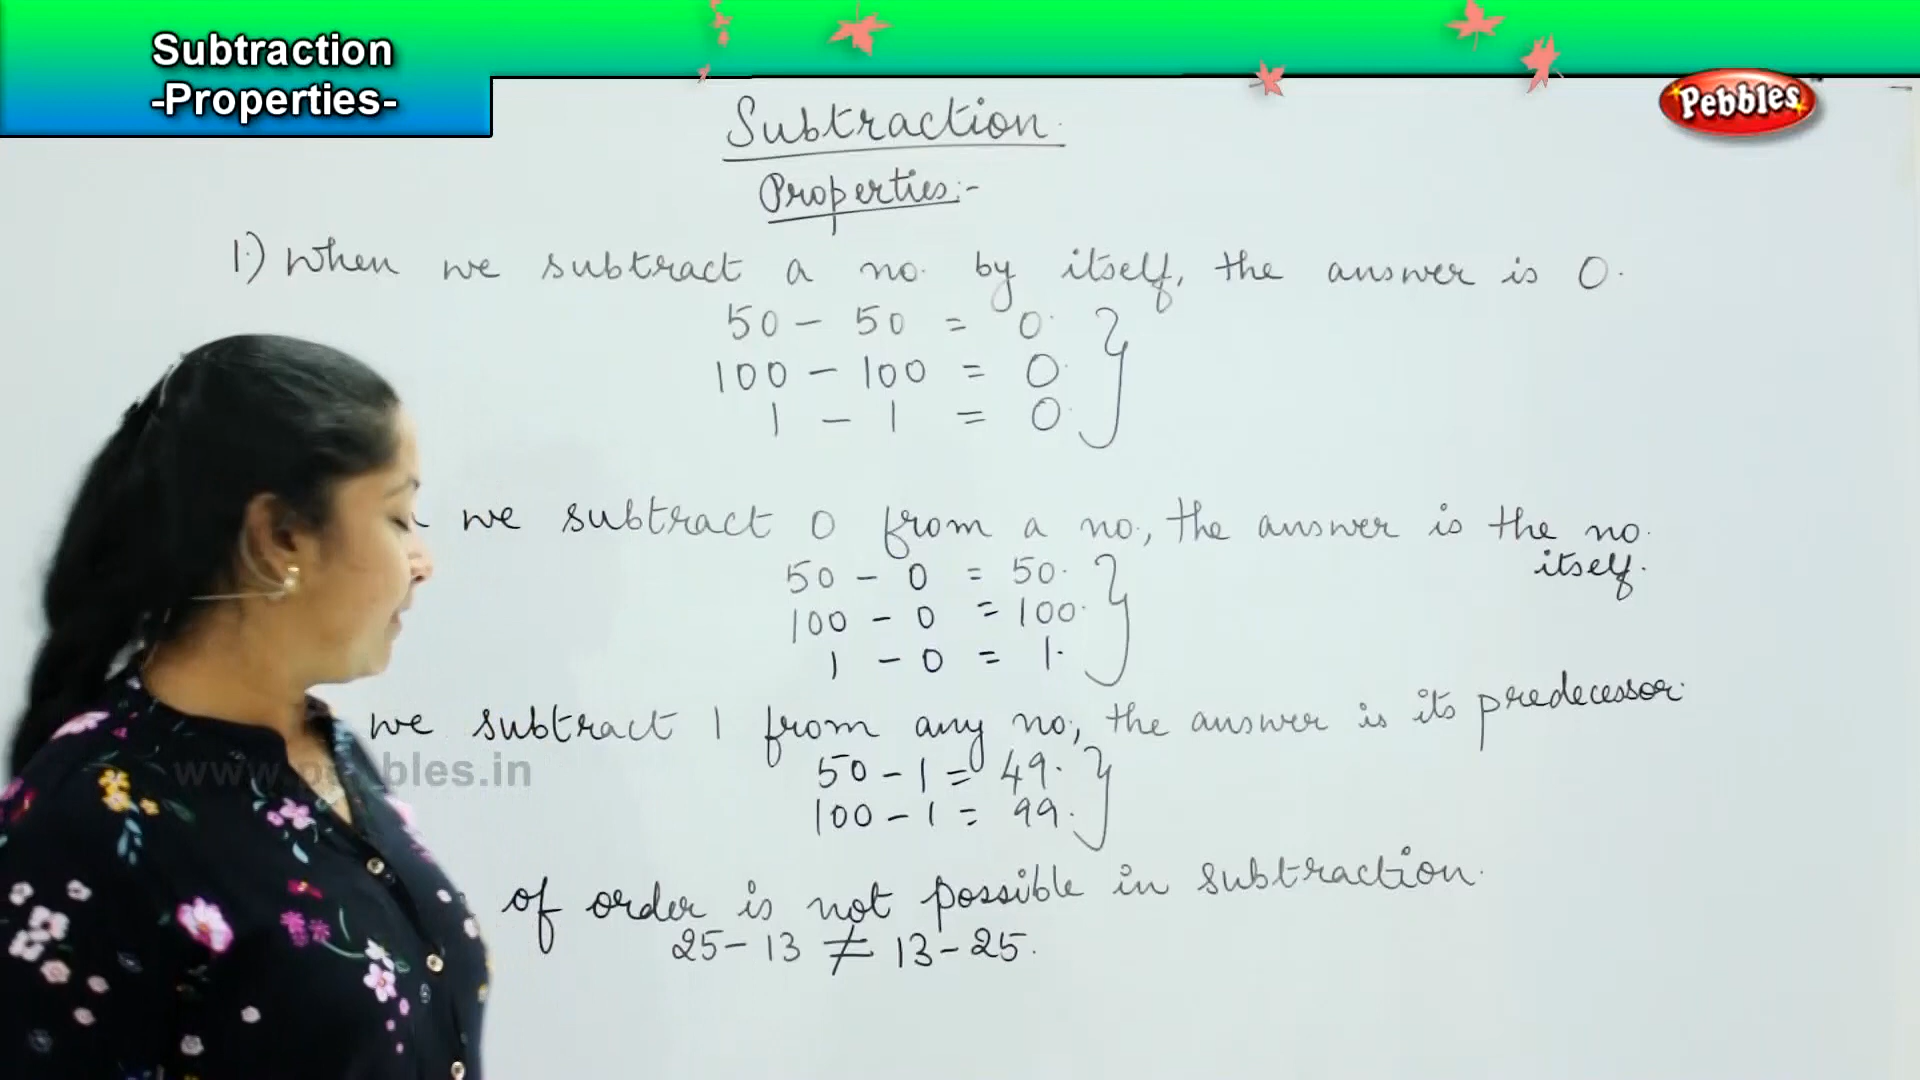 Subtraction
-Properties-
Pebbles
Subtraction.
Properties:-
1.) When we subtract a no. by itself, the answer is 0.
50 - 50 = 0.
100 - 100 = 0.
1 - 1 = 0.
we subtract 0 from a no., the answer is the no.
itself.
50 - 0 = 50.
100 - 0 = 100.
1 - 0 = 1.
we subtract 1 from any no., the answer is its predecessor.
50 - 1 = 49.
100 - 1 = 99.
www.pebbles.in
of order is not possible in subtraction.
25 - 13 ≠ 13 - 25.